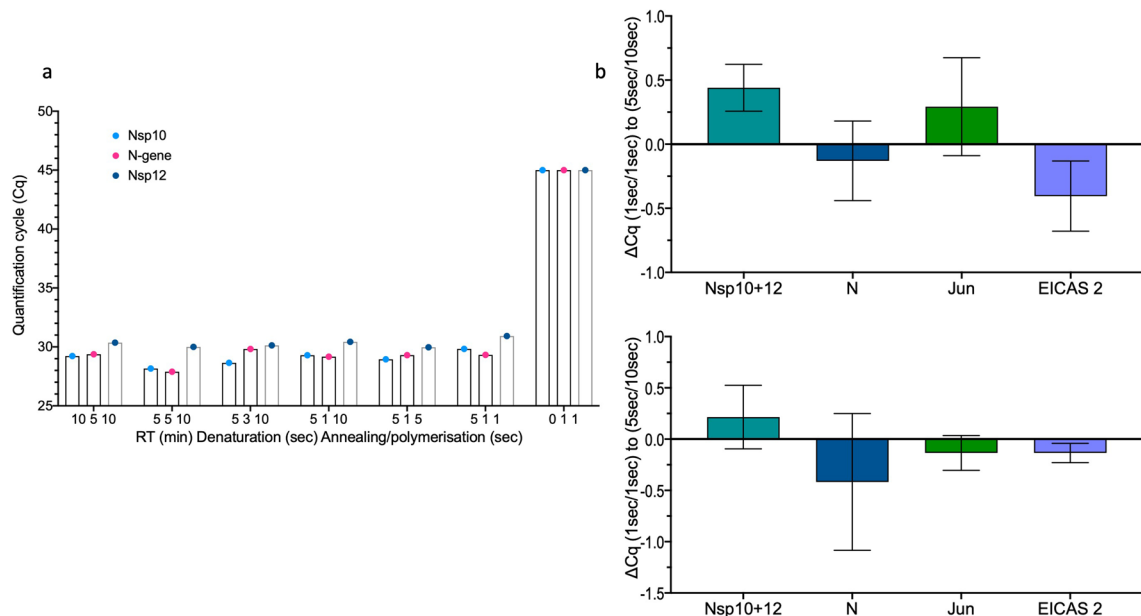 a
50
45
40
35
30
25
Quantification cycle (Cq)
Nsp10
N-gene
Nsp12
10 5 10 5 5 10 5 3 10 5 1 10 5 1 5 5 1 1 0 1 1
RT (min) Denaturation (sec) Annealing/polymerisation (sec)
b
1.0
0.5
0.0
-0.5
-1.0
ΔCq (1sec/1sec) to (5sec/10sec)
Nsp10+12 N Jun EICAS 2
1.0
0.5
0.0
-0.5
-1.0
-1.5
ΔCq (1sec/1sec) to (5sec/10sec)
Nsp10+12 N Jun EICAS 2